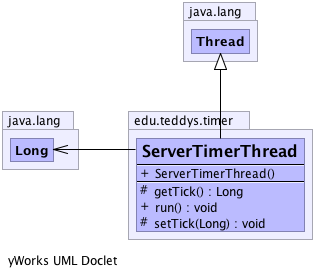 java.lang
Thread
java.lang
Long
edu.teddys.timer
ServerTimerThread
+ ServerTimerThread()
# getTick() : Long
+ run() : void
# setTick(Long) : void
yWorks UML Doclet